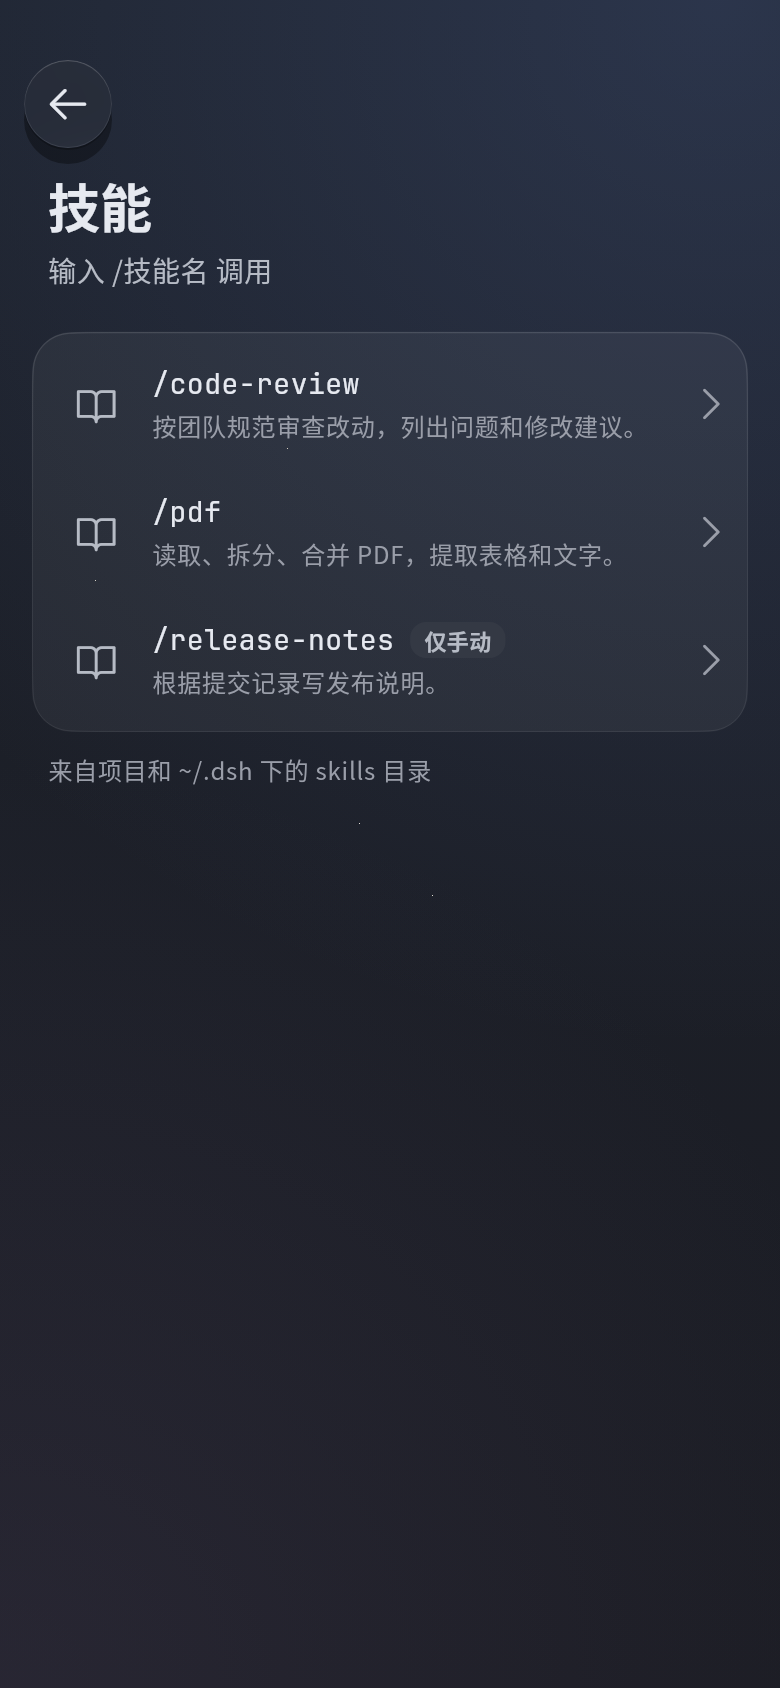 技能
输入 /技能名 调用
/code-review
按团队规范审查改动，列出问题和修改建议。
/pdf
读取、拆分、合并 PDF，提取表格和文字。
/release-notes 仅手动
根据提交记录写发布说明。
来自项目和 ~/.dsh 下的 skills 目录